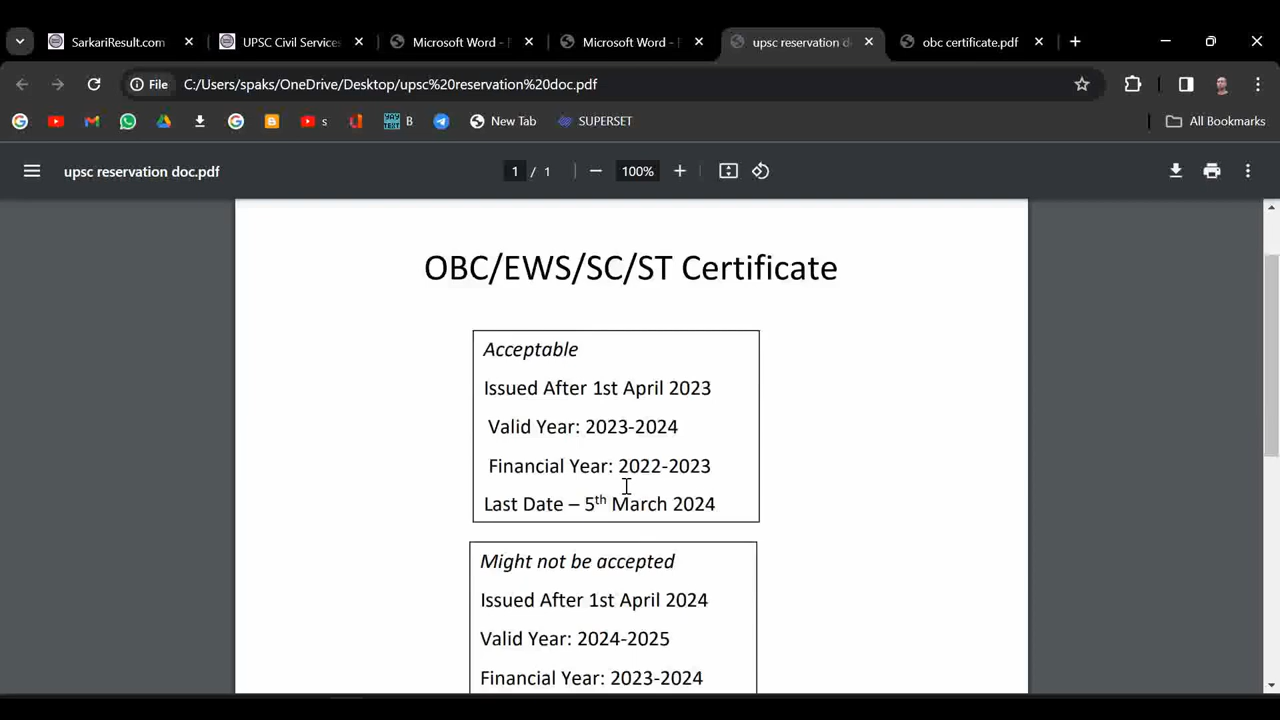 SarkariResult.com
UPSC Civil Services
Microsoft Word -
Microsoft Word -
upsc reservation d
obc certificate.pdf
File
C:/Users/spaks/OneDrive/Desktop/upsc%20reservation%20doc.pdf
s
B
New Tab
SUPERSET
All Bookmarks
upsc reservation doc.pdf
1 / 1
100%
OBC/EWS/SC/ST Certificate
Acceptable
Issued After 1st April 2023
Valid Year: 2023-2024
Financial Year: 2022-2023
Last Date – 5th March 2024
Might not be accepted
Issued After 1st April 2024
Valid Year: 2024-2025
Financial Year: 2023-2024